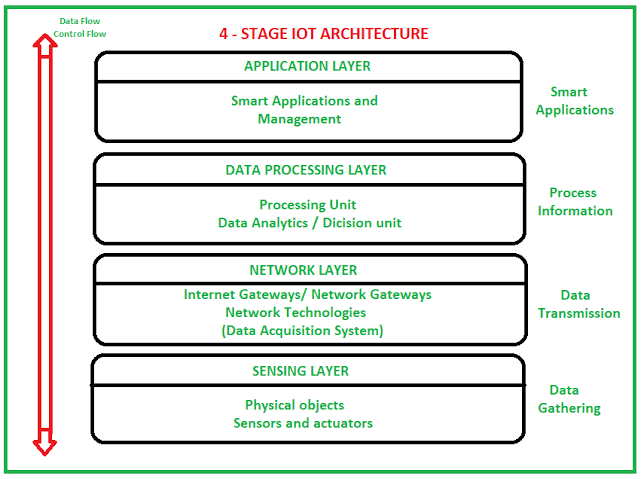 Data Flow
Control Flow
4 - STAGE IOT ARCHITECTURE
APPLICATION LAYER
Smart Applications and
Management
Smart
Applications
DATA PROCESSING LAYER
Processing Unit
Data Analytics / Dicision unit
Process
Information
NETWORK LAYER
Internet Gateways/ Network Gateways
Network Technologies
(Data Acquisition System)
Data
Transmission
SENSING LAYER
Physical objects
Sensors and actuators
Data
Gathering